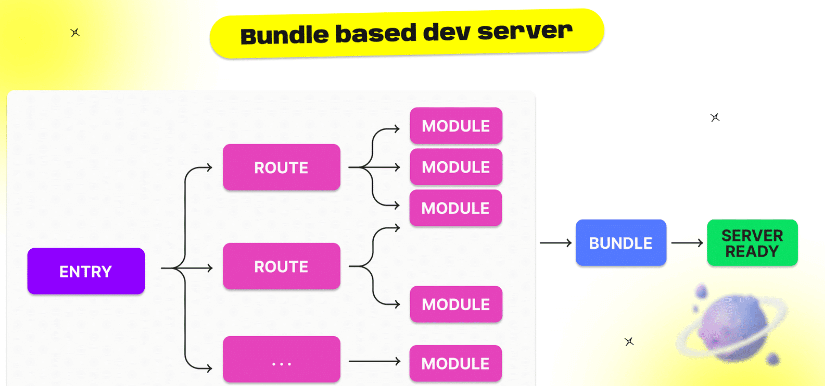 Bundle based dev server
MODULE
ROUTE
MODULE
MODULE
ENTRY
ROUTE
MODULE
...
MODULE
BUNDLE
SERVER
READY